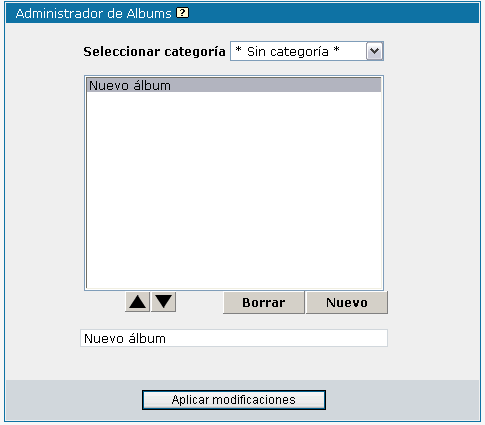 Administrador de Albums ?
Seleccionar categoría * Sin categoría *
Nuevo álbum
Borrar Nuevo
Nuevo álbum
Aplicar modificaciones